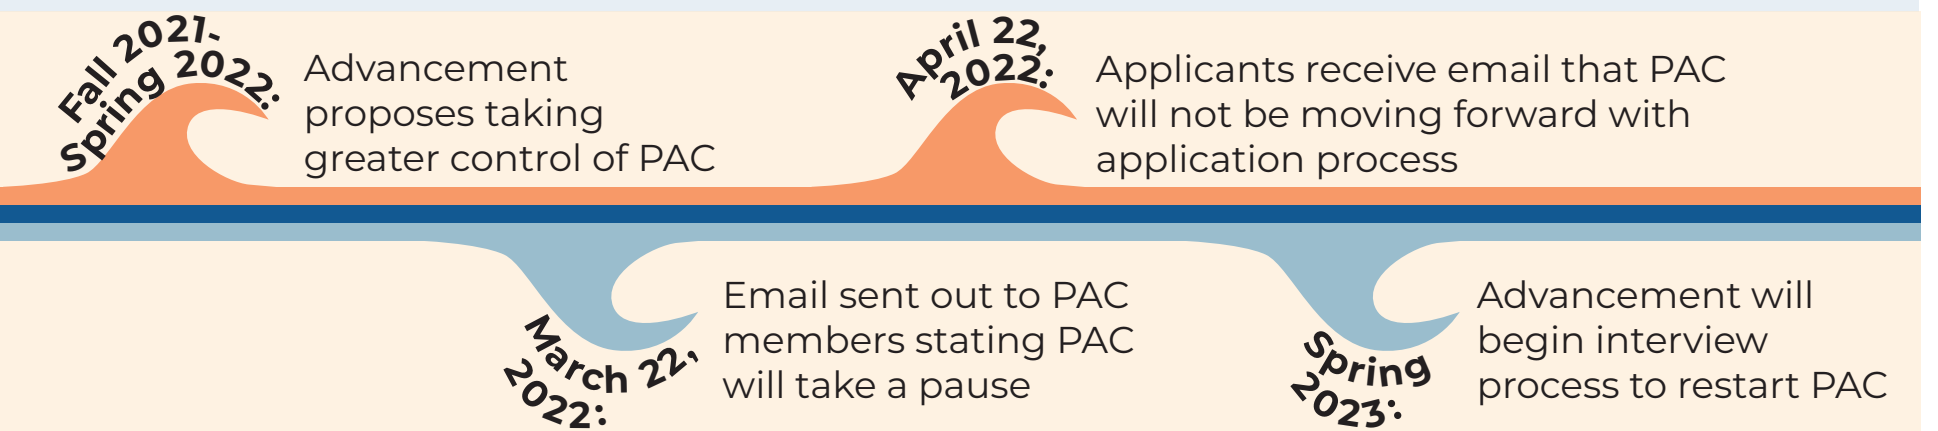 Fall 2021-
Spring 2022:
Advancement
proposes taking
greater control of PAC
March 22,
2022:
Email sent out to PAC
members stating PAC
will take a pause
April 22,
2022:
Applicants receive email that PAC
will not be moving forward with
application process
Spring
2023:
Advancement will
begin interview
process to restart PAC